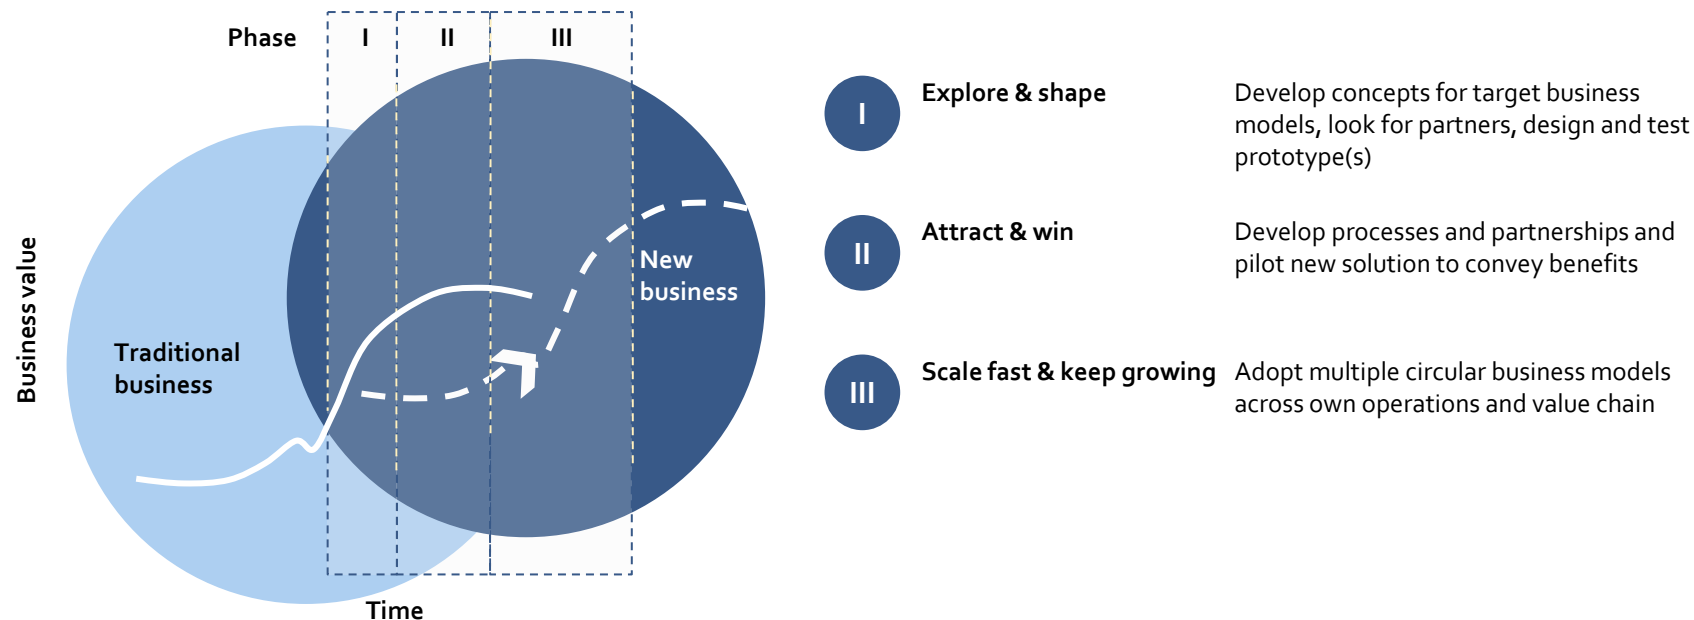 Phase
I
II
III
Business value
Traditional
business
New
business
Time
I
Explore & shape
Develop concepts for target business
models, look for partners, design and test
prototype(s)
II
Attract & win
Develop processes and partnerships and
pilot new solution to convey benefits
III
Scale fast & keep growing
Adopt multiple circular business models
across own operations and value chain